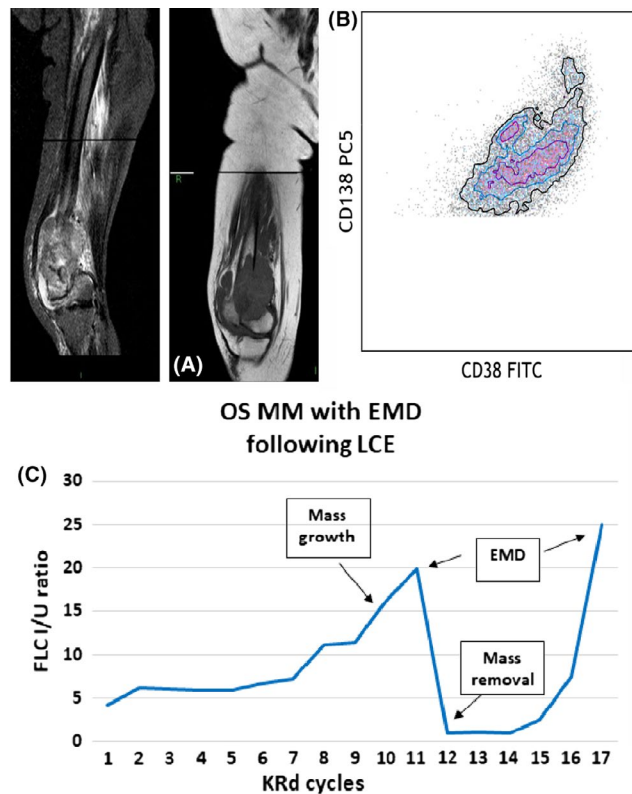 (A)
R
(B)
CD138 PC5
CD38 FITC
OS MM with EMD
following LCE
(C)
30
25
20
15
10
5
0
FLC I/U ratio
Mass
growth
EMD
Mass
removal
1 2 3 4 5 6 7 8 9 10 11 12 13 14 15 16 17
KRd cycles